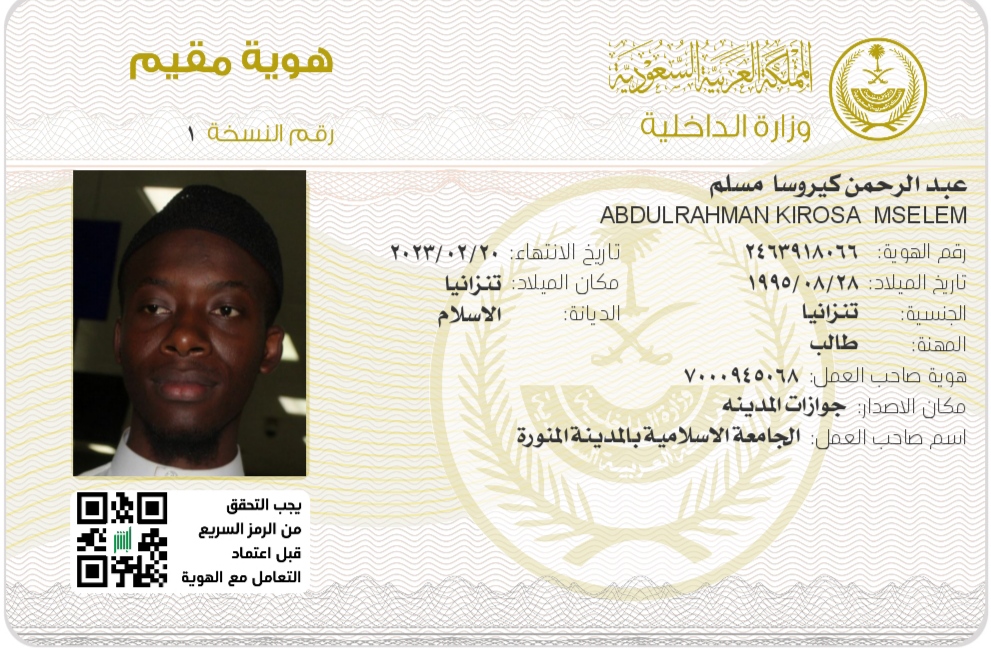 المملكة العربية السعودية
وزارة الداخلية
هوية مقيم
رقم النسخة ١
عبد الرحمن كيروسا مسلم
ABDULRAHMAN KIROSA MSELEM
رقم الهوية: ٢٤٦٣٩١٨٠٦٦
تاريخ الانتهاء: ٢٠٢٣/٠٢/٢٠
تاريخ الميلاد: ١٩٩٥/٠٨/٢٨
مكان الميلاد: تنزانيا
الجنسية: تنزانيا
الديانة: الاسلام
المهنة: طالب
هوية صاحب العمل: ٧٠٠٠٩٤٥٠٦٨
مكان الاصدار: جوازات المدينه
اسم صاحب العمل: الجامعة الاسلامية بالمدينة المنورة
يجب التحقق
من الرمز السريع
قبل اعتماد
التعامل مع الهوية
أبشر